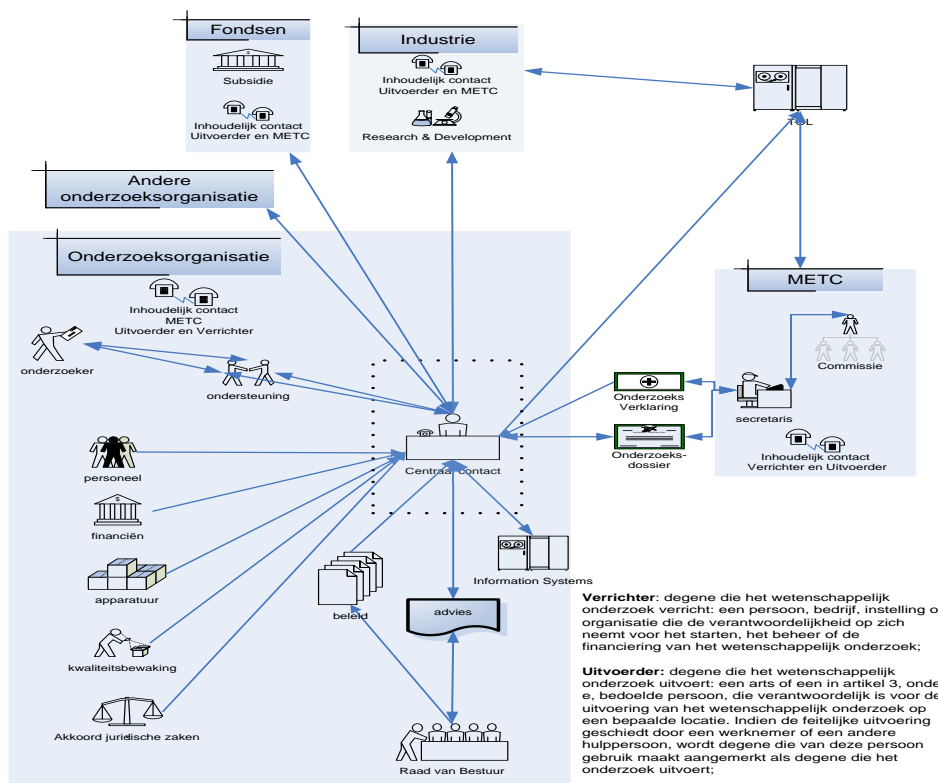 Fondsen
Subsidie
Inhoudelijk contact
Uitvoerder en METC
Industrie
Inhoudelijk contact
Uitvoerder en METC
Research & Development
TOL
Andere
onderzoeksorganisatie
Onderzoeksorganisatie
Inhoudelijk contact
METC
Uitvoerder en Verrichter
onderzoeker
ondersteuning
personeel
financiën
apparatuur
kwaliteitsbewaking
Akkoord juridische zaken
Centraal contact
beleid
advies
Information Systems
Raad van Bestuur
Onderzoeks
Verklaring
Onderzoeks-
dossier
METC
Commissie
secretaris
Inhoudelijk contact
Verrichter en Uitvoerder
Verrichter: degene die het wetenschappelijk
onderzoek verricht: een persoon, bedrijf, instelling o
organisatie die de verantwoordelijkheid op zich
neemt voor het starten, het beheer of de
financiering van het wetenschappelijk onderzoek;
Uitvoerder: degene die het wetenschappelijk
onderzoek uitvoert: een arts of een in artikel 3, onde
e, bedoelde persoon, die verantwoordelijk is voor de
uitvoering van het wetenschappelijk onderzoek op
een bepaalde locatie. Indien de feitelijke uitvoering
geschiedt door een werknemer of een andere
hulppersoon, wordt degene die van deze persoon
gebruik maakt aangemerkt als degene die het
onderzoek uitvoert;